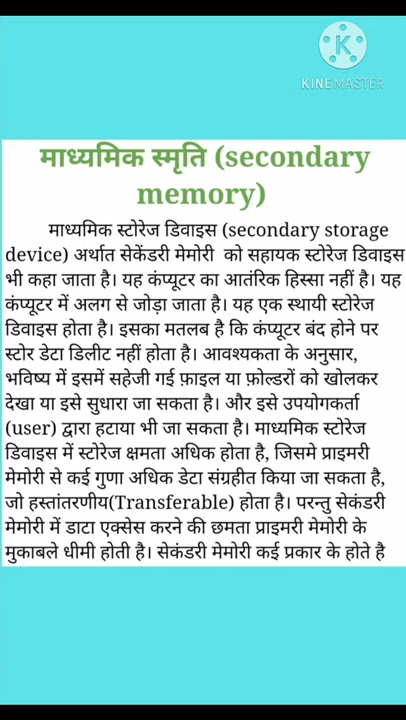 K
KINEMASTER
माध्यमिक स्मृति (secondary
memory)
माध्यमिक स्टोरेज डिवाइस (secondary storage
device) अर्थात सेकेंडरी मेमोरी को सहायक स्टोरेज डिवाइस
भी कहा जाता है। यह कंप्यूटर का आतंरिक हिस्सा नहीं है। यह
कंप्यूटर में अलग से जोड़ा जाता है। यह एक स्थायी स्टोरेज
डिवाइस होता है। इसका मतलब है कि कंप्यूटर बंद होने पर
स्टोर डेटा डिलीट नहीं होता है। आवश्यकता के अनुसार,
भविष्य में इसमें सहेजी गई फ़ाइल या फ़ोल्डरों को खोलकर
देखा या इसे सुधारा जा सकता है। और इसे उपयोगकर्ता
(user) द्वारा हटाया भी जा सकता है। माध्यमिक स्टोरेज
डिवाइस में स्टोरेज क्षमता अधिक होता है, जिसमे प्राइमरी
मेमोरी से कई गुणा अधिक डेटा संग्रहीत किया जा सकता है,
जो हस्तांतरणीय(Transferable) होता है। परन्तु सेकंडरी
मेमोरी में डाटा एक्सेस करने की छमता प्राइमरी मेमोरी के
मुकाबले धीमी होती है। सेकंडरी मेमोरी कई प्रकार के होते है